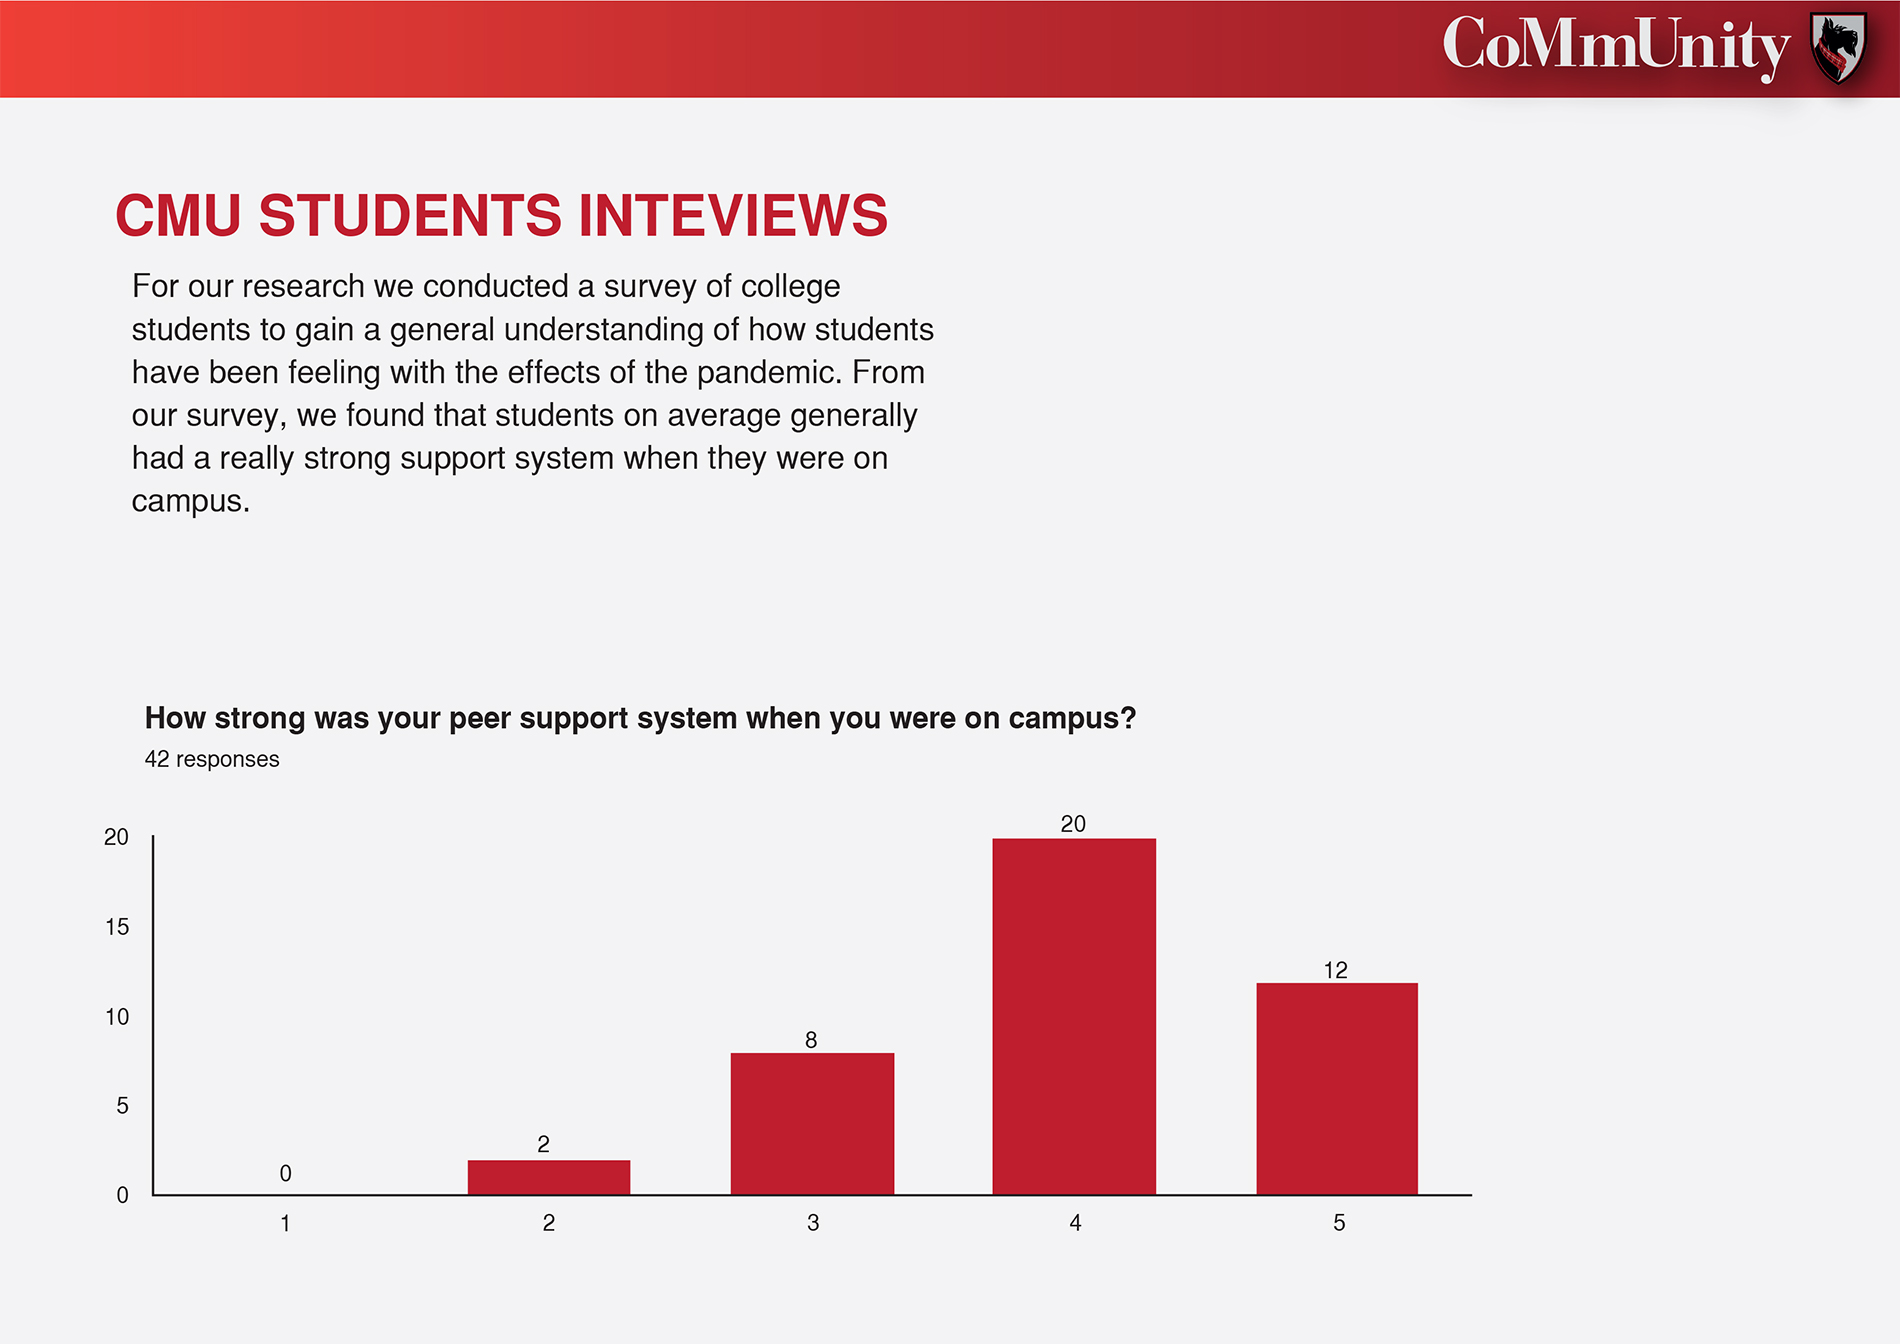 CoMmUnity
CMU STUDENTS INTEVIEWS
For our research we conducted a survey of college
students to gain a general understanding of how students
have been feeling with the effects of the pandemic. From
our survey, we found that students on average generally
had a really strong support system when they were on
campus.
How strong was your peer support system when you were on campus?
42 responses
20
15
10
5
0
0
2
8
20
12
1
2
3
4
5